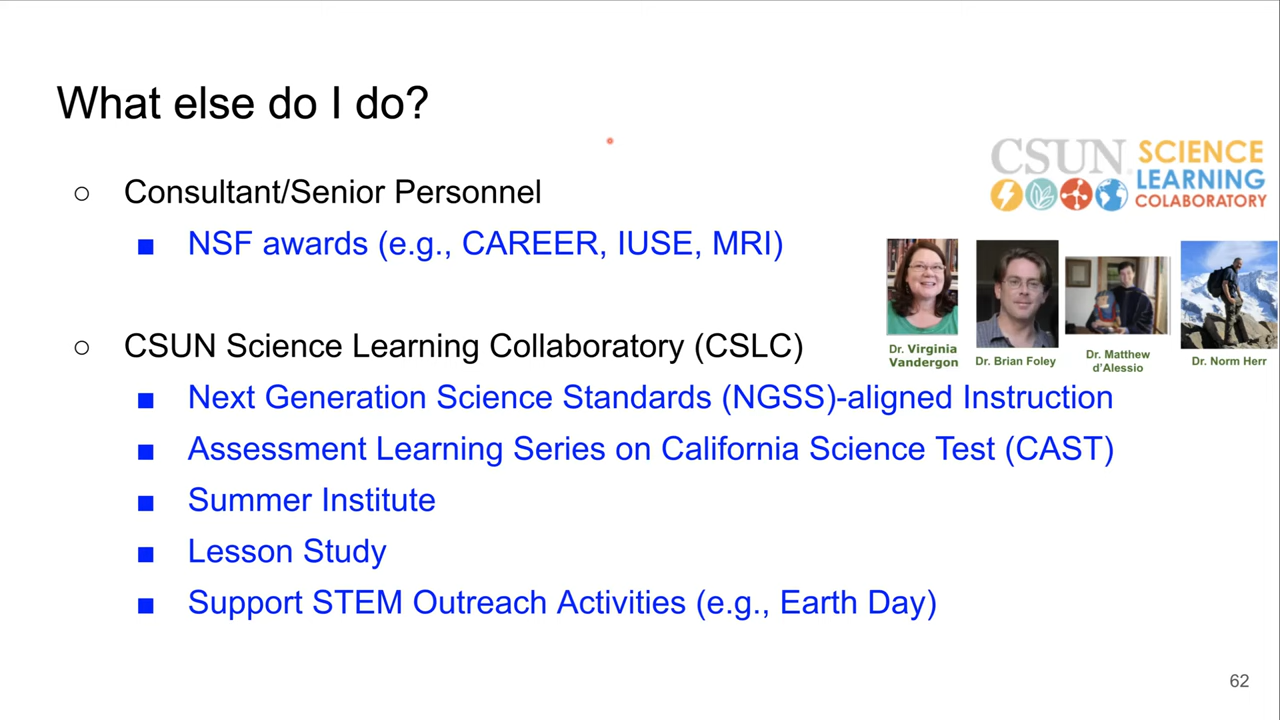 What else do I do?
○ Consultant/Senior Personnel
■ NSF awards (e.g., CAREER, IUSE, MRI)
○ CSUN Science Learning Collaboratory (CSLC)
■ Next Generation Science Standards (NGSS)-aligned Instruction
■ Assessment Learning Series on California Science Test (CAST)
■ Summer Institute
■ Lesson Study
■ Support STEM Outreach Activities (e.g., Earth Day)
CSUN SCIENCE
LEARNING
COLABORATORY
Dr. Virginia
Vandergon
Dr. Brian Foley
Dr. Matthew
d'Alessio
Dr. Norm Herr
62